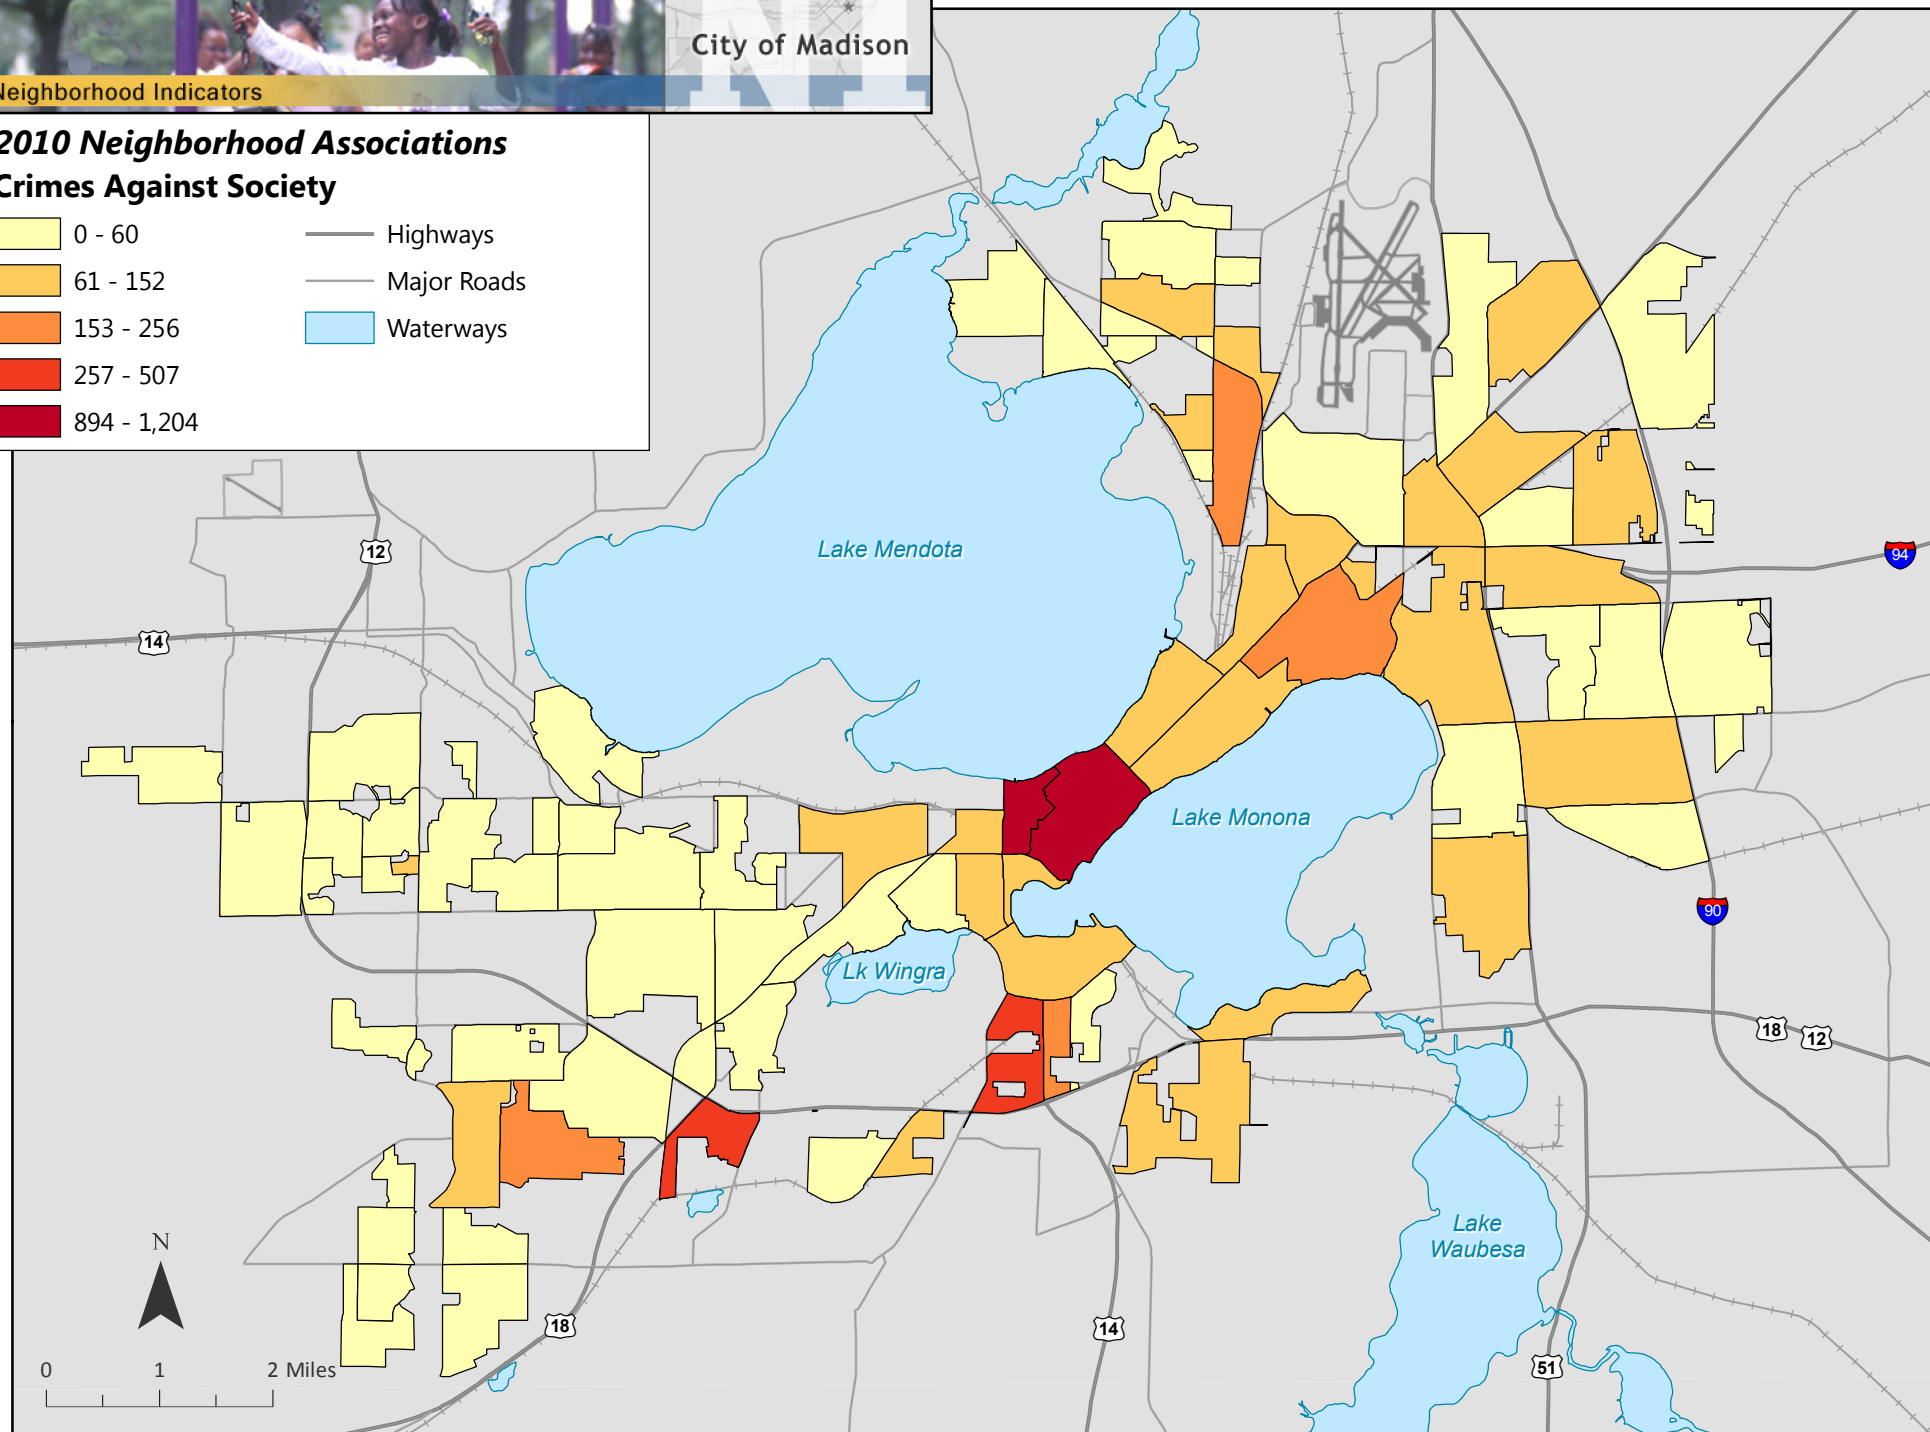 City of Madison
Neighborhood Indicators
2010 Neighborhood Associations
Crimes Against Society
0 - 60
Highways
61 - 152
Major Roads
153 - 256
Waterways
257 - 507
894 - 1,204
12
Lake Mendota
94
14
Lake Monona
90
Lk Wingra
18
12
Lake
Waubesa
N
18
14
51
0 1 2 Miles